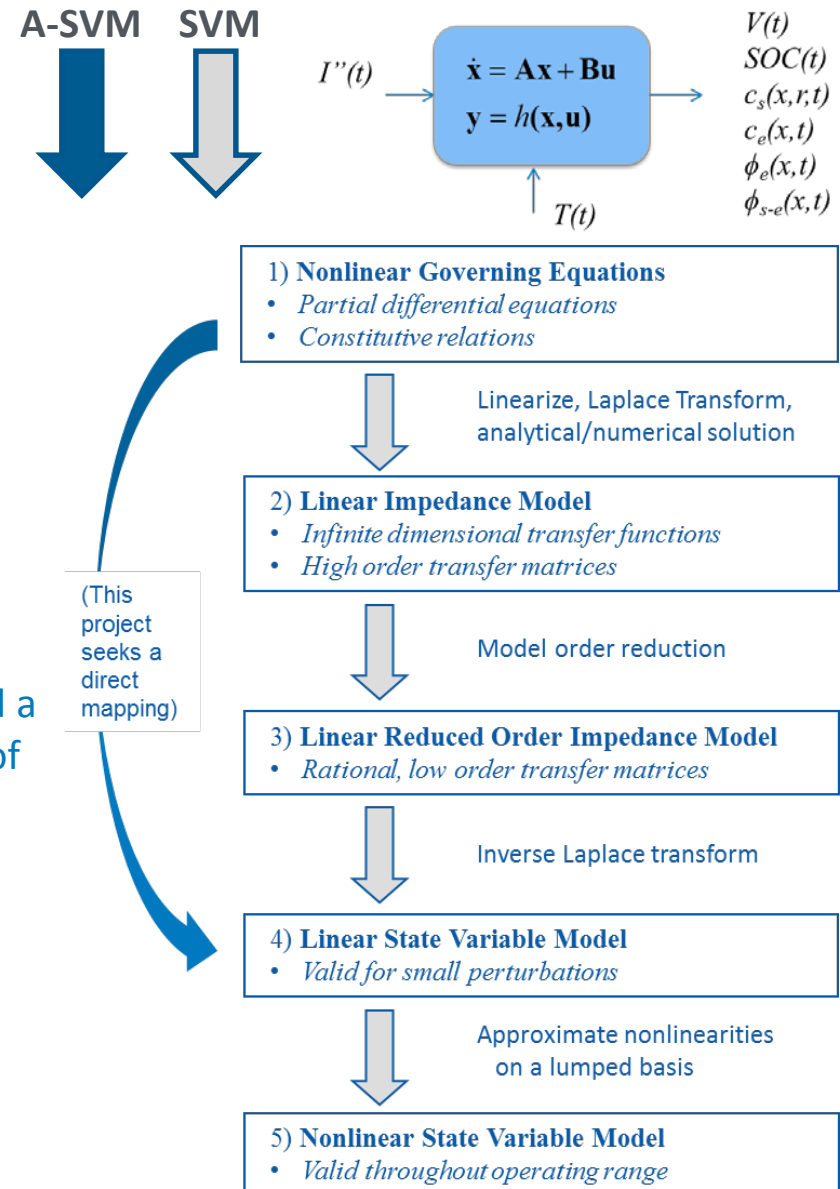 A-SVM SVM
I"(t)
ẋ = Ax + Bu
y = h(x,u)
T(t)
V(t)
SOC(t)
c_s(x,r,t)
c_e(x,t)
ϕ_e(x,t)
ϕ_{s-e}(x,t)
1) Nonlinear Governing Equations
• Partial differential equations
• Constitutive relations
Linearize, Laplace Transform,
analytical/numerical solution
2) Linear Impedance Model
• Infinite dimensional transfer functions
• High order transfer matrices
(This
project
seeks a
direct
mapping)
Model order reduction
a
of
3) Linear Reduced Order Impedance Model
• Rational, low order transfer matrices
Inverse Laplace transform
4) Linear State Variable Model
• Valid for small perturbations
Approximate nonlinearities
on a lumped basis
5) Nonlinear State Variable Model
• Valid throughout operating range